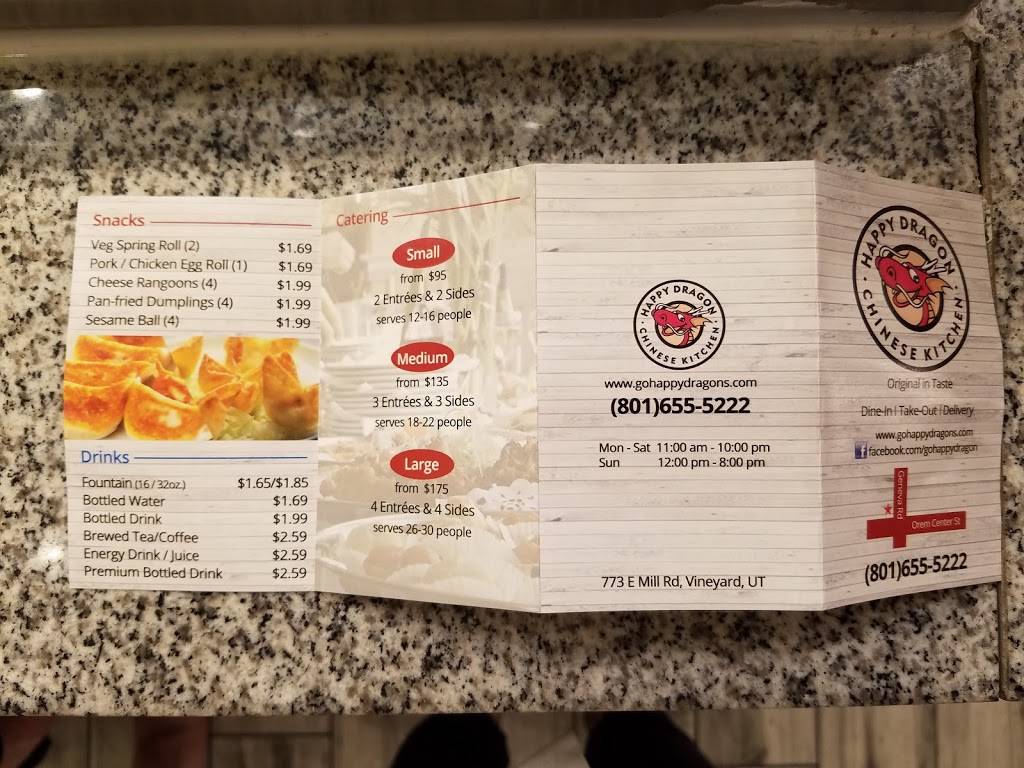 Snacks
Veg Spring Roll (2) $1.69
Pork / Chicken Egg Roll (1) $1.69
Cheese Rangoons (4) $1.99
Pan-fried Dumplings (4) $1.99
Sesame Ball (4) $1.99
Drinks
Fountain (16 / 32oz.) $1.65/$1.85
Bottled Water $1.69
Bottled Drink $1.99
Brewed Tea/Coffee $2.59
Energy Drink / Juice $2.59
Premium Bottled Drink $2.59
Catering
Small
from $95
2 Entrées & 2 Sides
serves 12-16 people
Medium
from $135
3 Entrées & 3 Sides
serves 18-22 people
Large
from $175
4 Entrées & 4 Sides
serves 26-30 people
· HAPPY DRAGON ·
CHINESE KITCHEN
www.gohappydragons.com
(801)655-5222
Mon - Sat 11:00 am - 10:00 pm
Sun 12:00 pm - 8:00 pm
773 E Mill Rd, Vineyard, UT
· HAPPY DRAGON ·
CHINESE KITCHEN
Original in Taste
Dine-In | Take-Out | Delivery
www.gohappydragons.com
f facebook.com/gohappydragon
Geneva Rd
Orem Center St
(801)655-5222